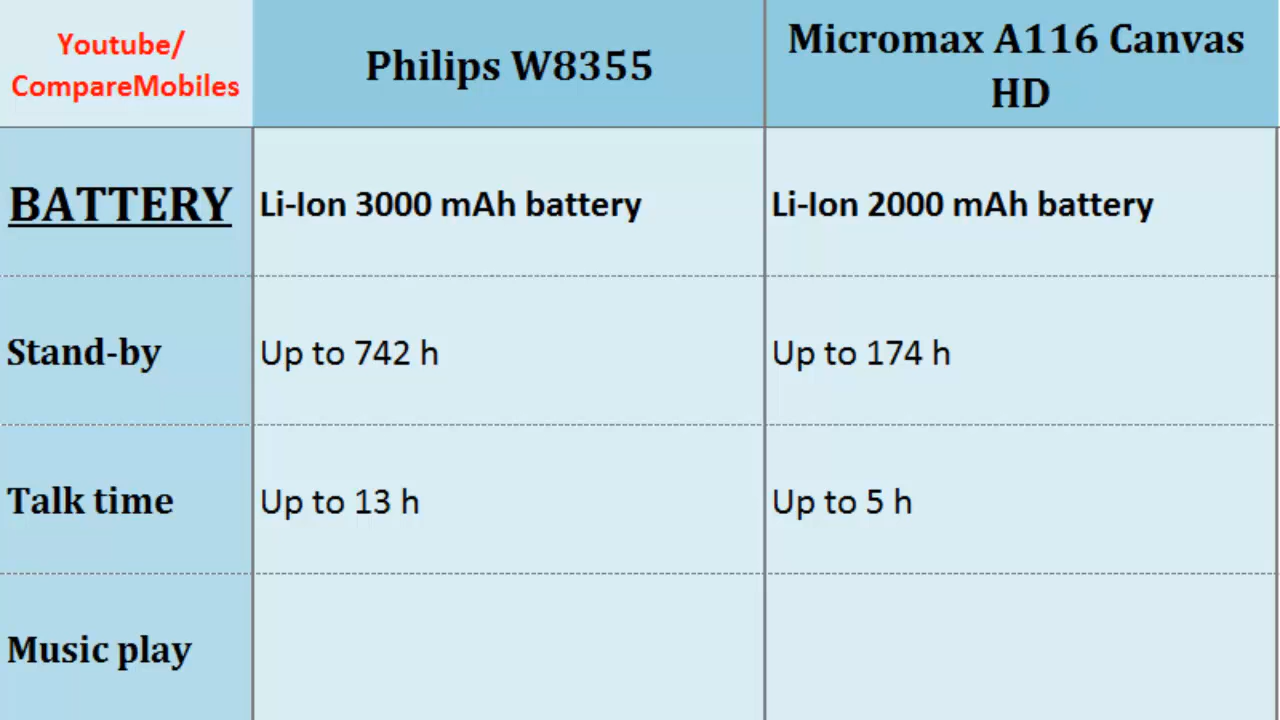 Youtube/
CompareMobiles
Philips W8355
Micromax A116 Canvas
HD
BATTERY
Li-Ion 3000 mAh battery
Li-Ion 2000 mAh battery
Stand-by
Up to 742 h
Up to 174 h
Talk time
Up to 13 h
Up to 5 h
Music play